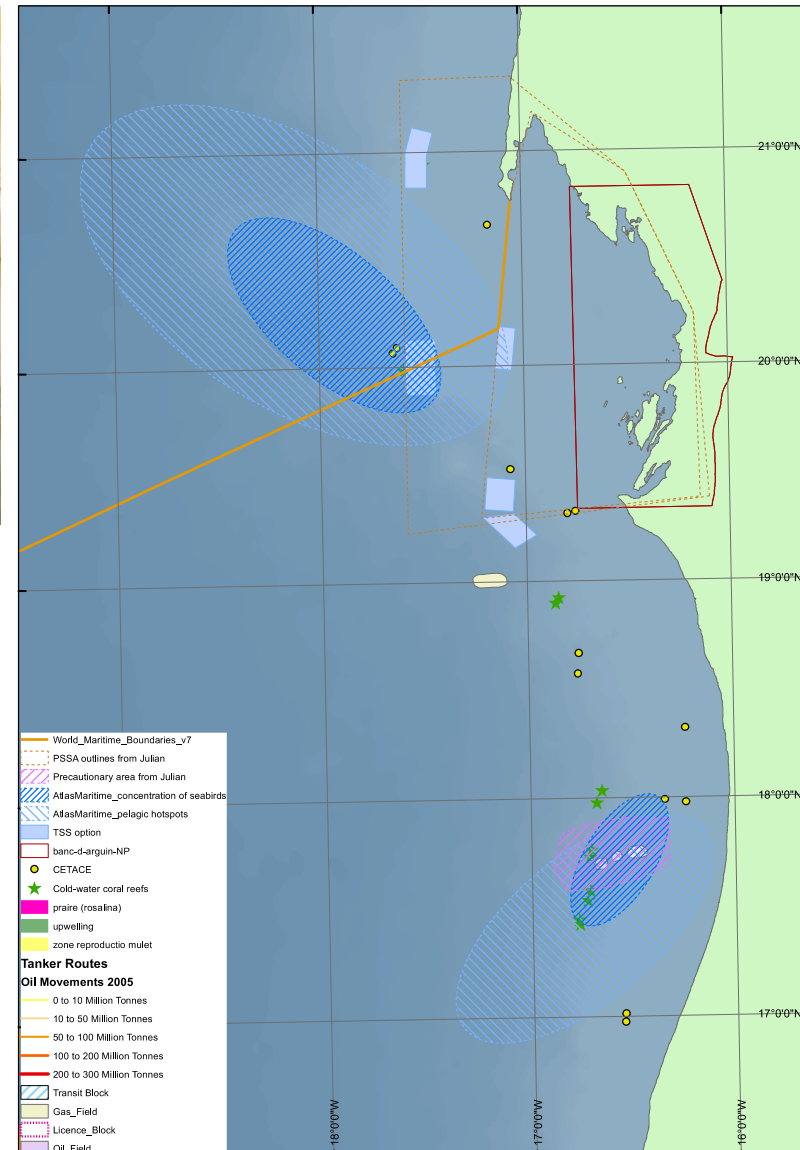 21°0'0"N
20°0'0"N
19°0'0"N
18°0'0"N
17°0'0"N
18°0'0"W
17°0'0"W
16°0'0"W
World_Maritime_Boundaries_v7
PSSA outlines from Julian
Precautionary area from Julian
AtlasMaritime_concentration of seabirds
AtlasMaritime_pelagic hotspots
TSS option
banc-d-arguin-NP
CETACE
Cold-water coral reefs
praire (rosalina)
upwelling
zone reproductio mulet
Tanker Routes
Oil Movements 2005
0 to 10 Million Tonnes
10 to 50 Million Tonnes
50 to 100 Million Tonnes
100 to 200 Million Tonnes
200 to 300 Million Tonnes
Transit Block
Gas_Field
Licence_Block
Oil_Field